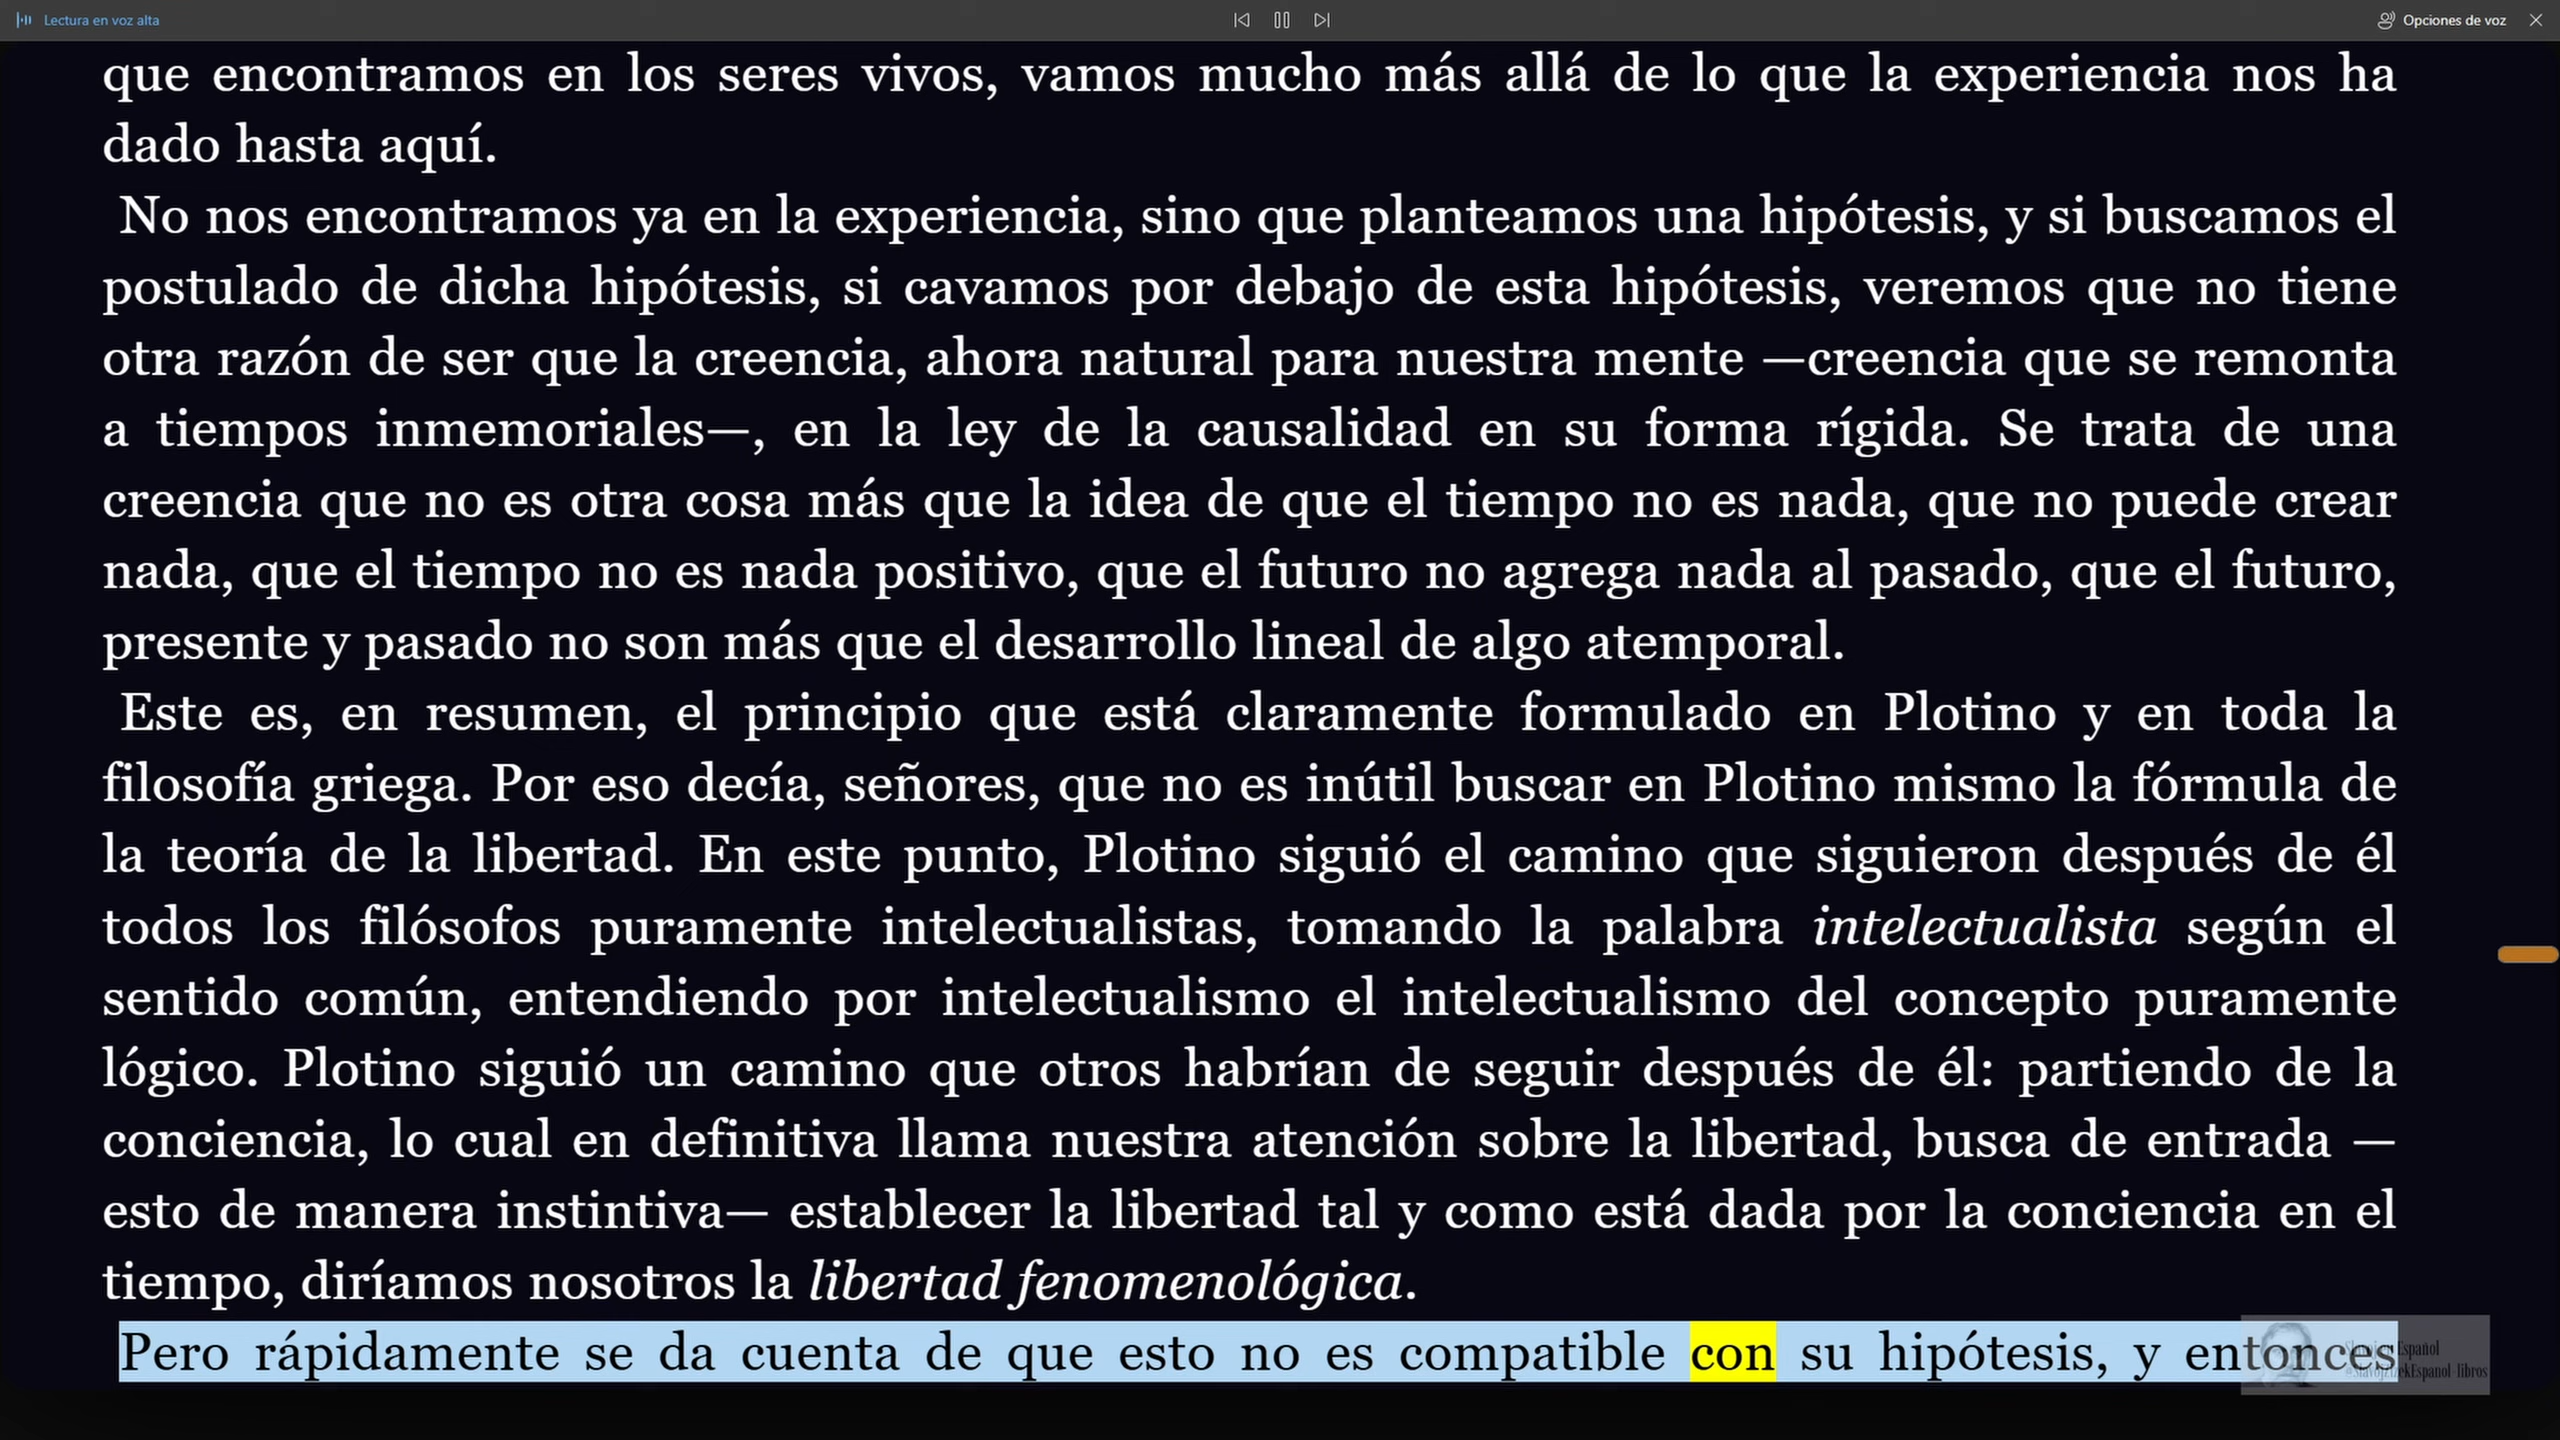 Lectura en voz alta
Opciones de voz
que encontramos en los seres vivos, vamos mucho más allá de lo que la experiencia nos ha
dado hasta aquí.
No nos encontramos ya en la experiencia, sino que planteamos una hipótesis, y si buscamos el
postulado de dicha hipótesis, si cavamos por debajo de esta hipótesis, veremos que no tiene
otra razón de ser que la creencia, ahora natural para nuestra mente —creencia que se remonta
a tiempos inmemoriales—, en la ley de la causalidad en su forma rígida. Se trata de una
creencia que no es otra cosa más que la idea de que el tiempo no es nada, que no puede crear
nada, que el tiempo no es nada positivo, que el futuro no agrega nada al pasado, que el futuro,
presente y pasado no son más que el desarrollo lineal de algo atemporal.
Este es, en resumen, el principio que está claramente formulado en Plotino y en toda la
filosofía griega. Por eso decía, señores, que no es inútil buscar en Plotino mismo la fórmula de
la teoría de la libertad. En este punto, Plotino siguió el camino que siguieron después de él
todos los filósofos puramente intelectualistas, tomando la palabra intelectualista según el
sentido común, entendiendo por intelectualismo el intelectualismo del concepto puramente
lógico. Plotino siguió un camino que otros habrían de seguir después de él: partiendo de la
conciencia, lo cual en definitiva llama nuestra atención sobre la libertad, busca de entrada —
esto de manera instintiva— establecer la libertad tal y como está dada por la conciencia en el
tiempo, diríamos nosotros la libertad fenomenológica.
Pero rápidamente se da cuenta de que esto no es compatible con su hipótesis, y entonces
Español